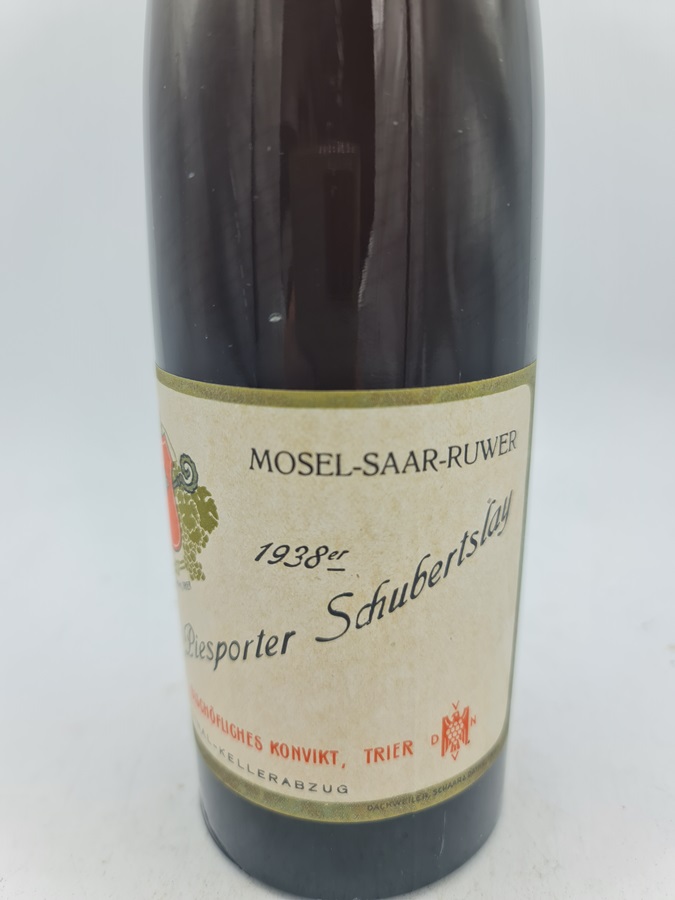 MOSEL-SAAR-RUWER
1938er
Piesporter Schubertslay
KONVIKT, TRIER
V
D N
KELLERABZUG